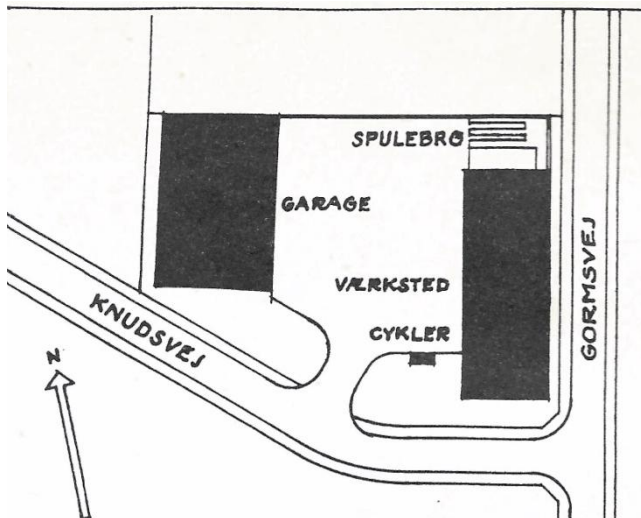 SPULEBRO
GARAGE
VÆRKSTED
GORMSVEJ
CYKLER
KNUDSVEJ
N